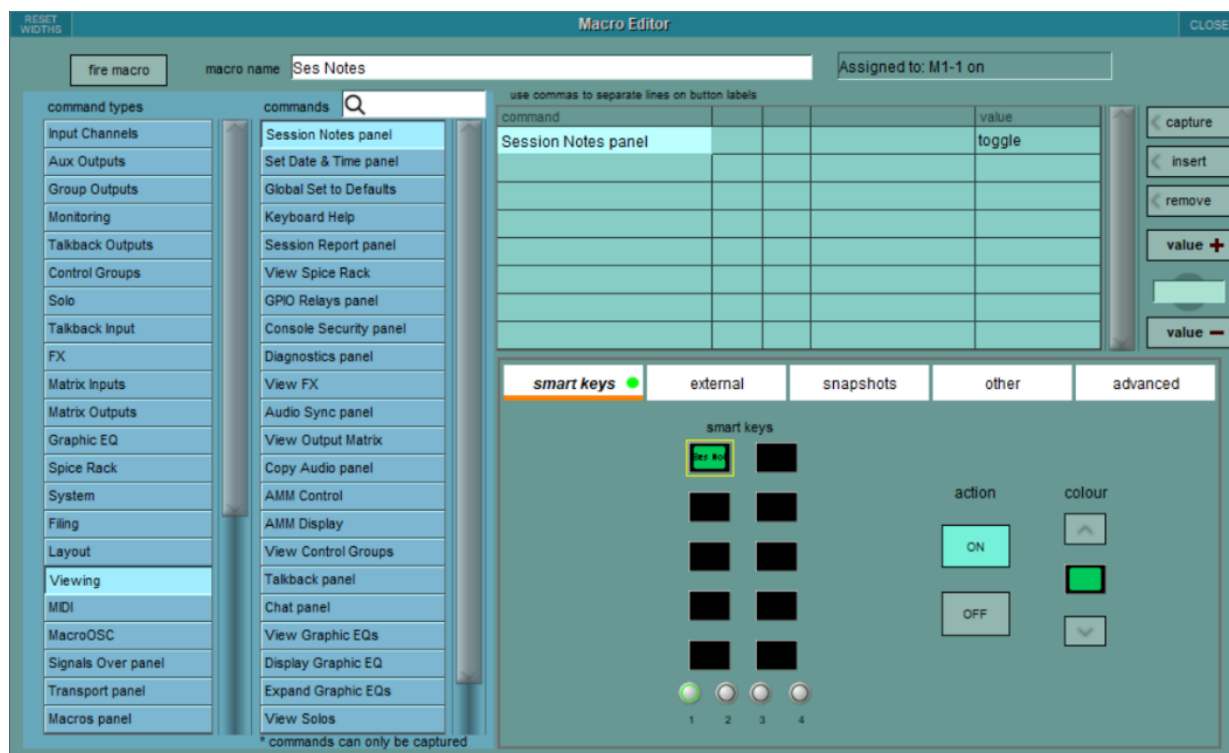 RESET
WIDTHS
Macro Editor
CLOSE
fire macro
macro name
Ses Notes
Assigned to: M1-1 on
use commas to separate lines on button labels
command types
commands
command
value
Session Notes panel
toggle
capture
insert
remove
value
value
Input Channels
Aux Outputs
Group Outputs
Monitoring
Talkback Outputs
Control Groups
Solo
Talkback Input
FX
Matrix Inputs
Matrix Outputs
Graphic EQ
Spice Rack
System
Filing
Layout
Viewing
MIDI
MacroOSC
Signals Over panel
Transport panel
Macros panel
Session Notes panel
Set Date & Time panel
Global Set to Defaults
Keyboard Help
Session Report panel
View Spice Rack
GPIO Relays panel
Console Security panel
Diagnostics panel
View FX
Audio Sync panel
View Output Matrix
Copy Audio panel
AMM Control
AMM Display
View Control Groups
Talkback panel
Chat panel
View Graphic EQs
Display Graphic EQ
Expand Graphic EQs
View Solos
* commands can only be captured
smart keys
external
snapshots
other
advanced
smart keys
Ses Not
action
colour
ON
OFF
1 2 3 4